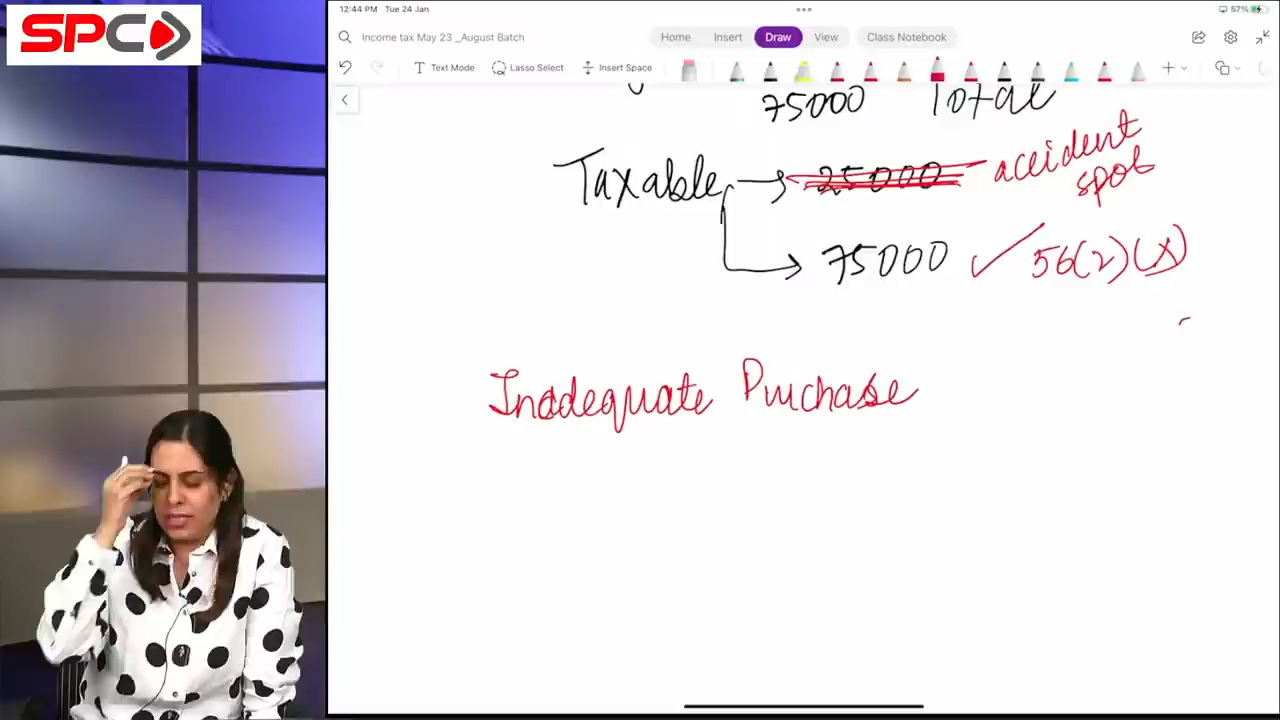 SPC
12:44 PM Tue 24 Jan
57%
Income tax May 23 _August Batch
Home Insert Draw View Class Notebook
Text Mode Lasso Select Insert Space
75000 Total
Taxable → 25000 accident
spot
→ 75000 ✓ 56(2)(x)
Inadequate Purchase